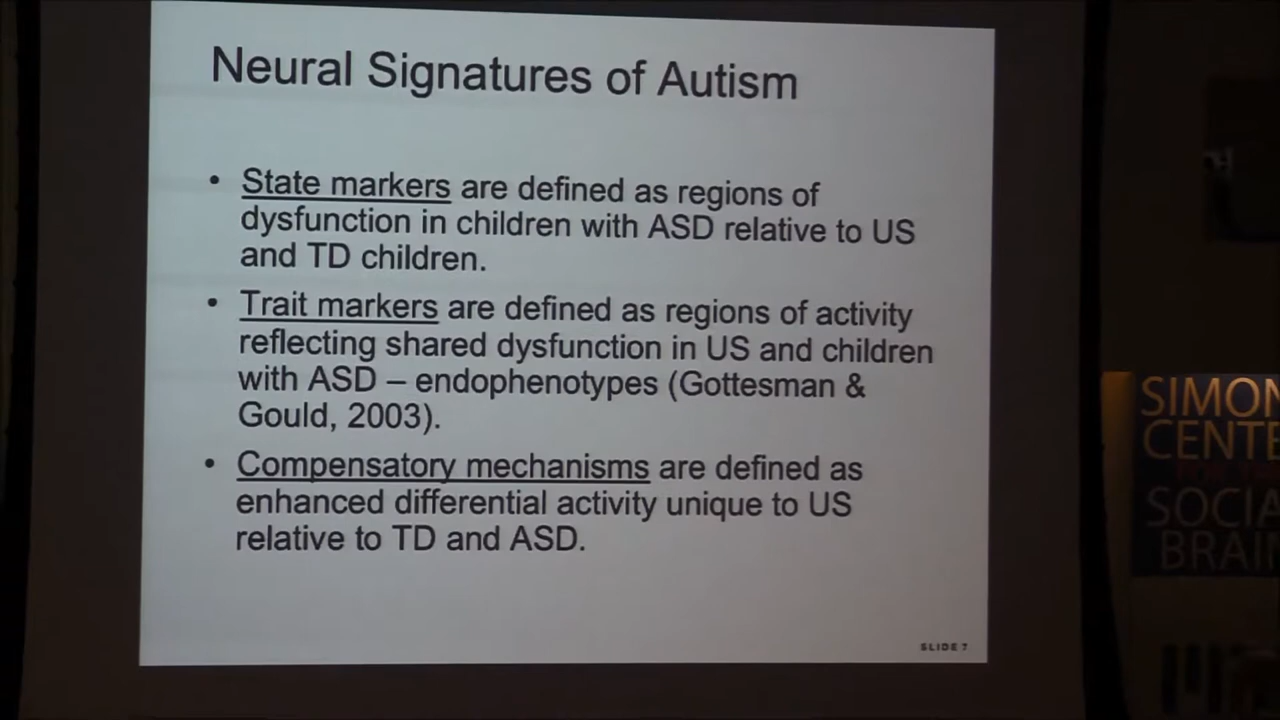 Neural Signatures of Autism
• State markers are defined as regions of
dysfunction in children with ASD relative to US
and TD children.
• Trait markers are defined as regions of activity
reflecting shared dysfunction in US and children
with ASD – endophenotypes (Gottesman &
Gould, 2003).
• Compensatory mechanisms are defined as
enhanced differential activity unique to US
relative to TD and ASD.
SLIDE 7
SIMON
CENTE
SOCIA
BRAIN